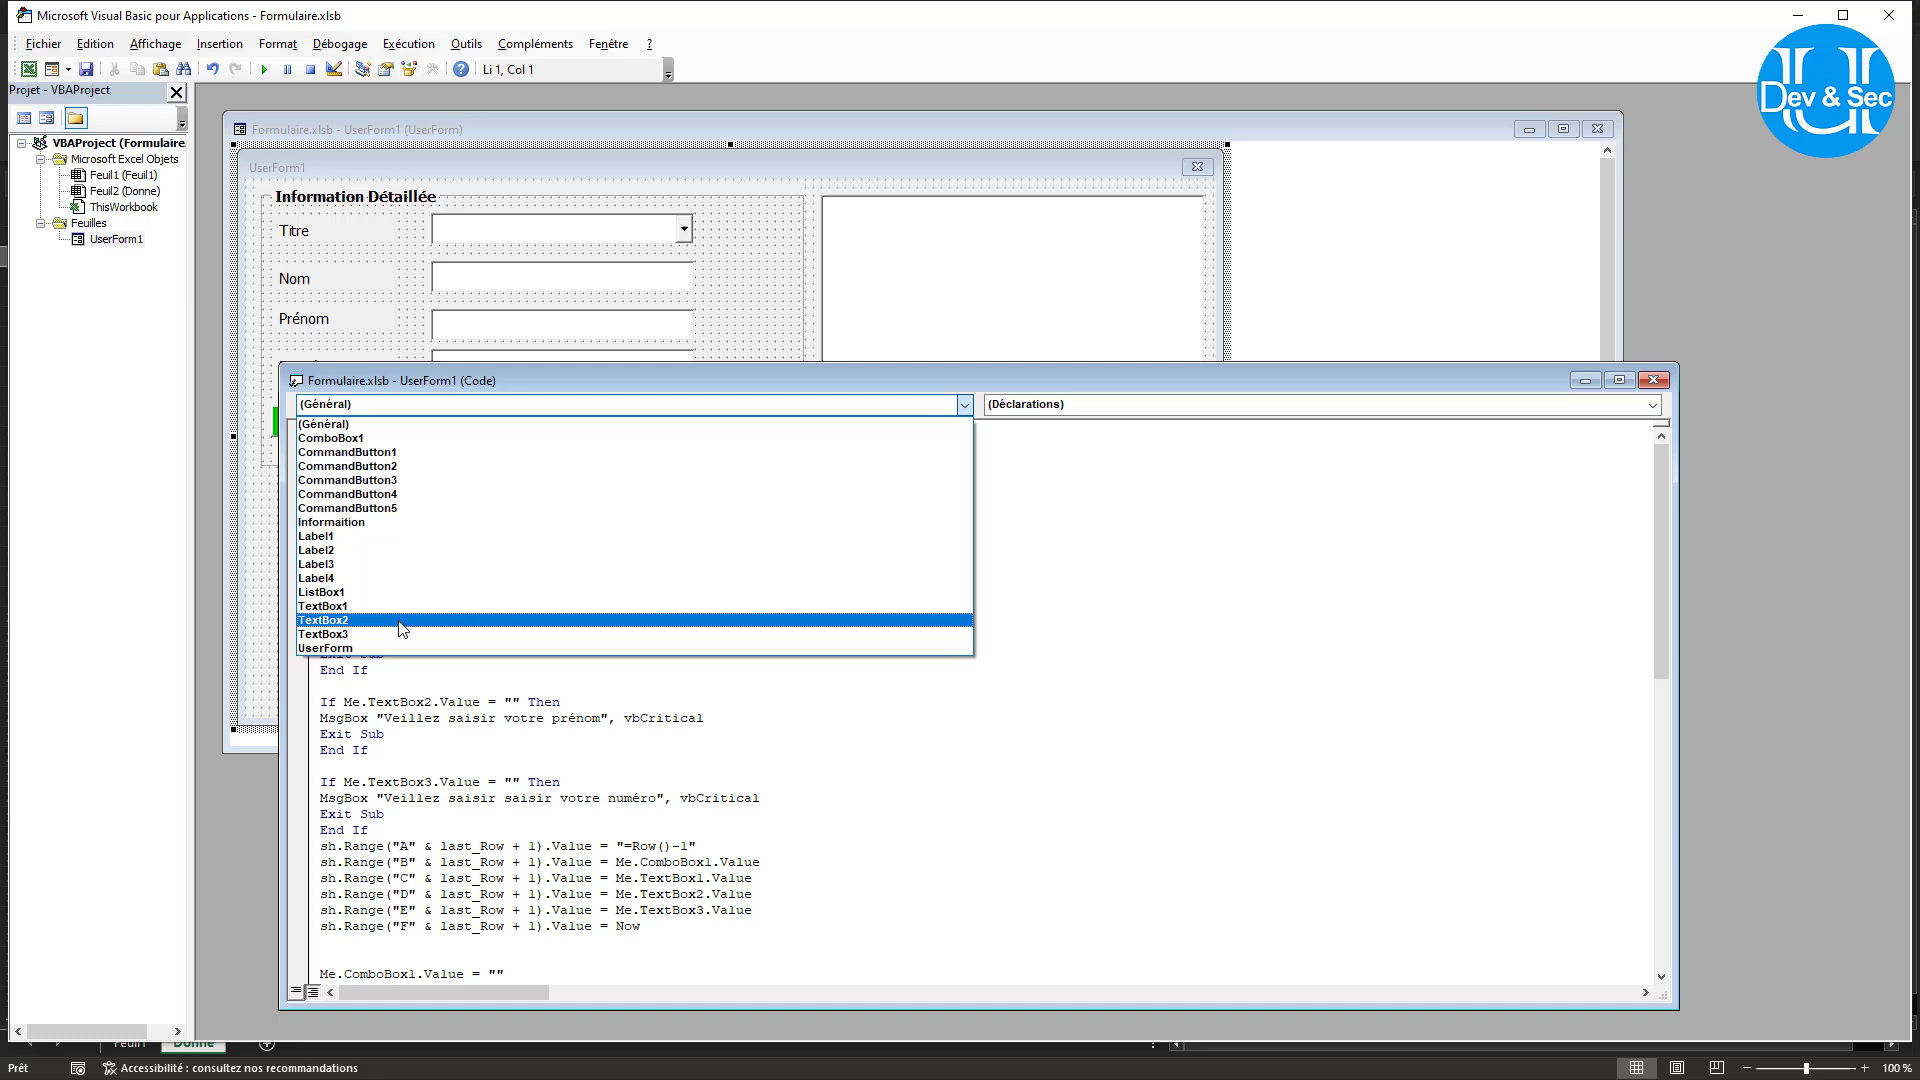 Microsoft Visual Basic pour Applications - Formulaire.xlsb
Fichier Edition Affichage Insertion Format Débogage Exécution Outils Compléments Fenêtre ?
Li 1, Col 1
Dev & Sec
Projet - VBAProject
VBAProject (Formulaire.
Microsoft Excel Objets
Feuil1 (Feuil1)
Feuil2 (Donne)
ThisWorkbook
Feuilles
UserForm1
Formulaire.xlsb - UserForm1 (UserForm)
UserForm1
Information Détaillée
Titre
Nom
Prénom
Formulaire.xlsb - UserForm1 (Code)
(Général)
(Déclarations)
(Général)
ComboBox1
CommandButton1
CommandButton2
CommandButton3
CommandButton4
CommandButton5
Informaition
Label1
Label2
Label3
Label4
ListBox1
TextBox1
TextBox2
TextBox3
UserForm
Exit Sub
End If
If Me.TextBox2.Value = "" Then
MsgBox "Veillez saisir votre prénom", vbCritical
Exit Sub
End If
If Me.TextBox3.Value = "" Then
MsgBox "Veillez saisir saisir votre numéro", vbCritical
Exit Sub
End If
sh.Range("A" & last_Row + 1).Value = "=Row()-1"
sh.Range("B" & last_Row + 1).Value = Me.ComboBox1.Value
sh.Range("C" & last_Row + 1).Value = Me.TextBox1.Value
sh.Range("D" & last_Row + 1).Value = Me.TextBox2.Value
sh.Range("E" & last_Row + 1).Value = Me.TextBox3.Value
sh.Range("F" & last_Row + 1).Value = Now
Me.ComboBox1.Value = ""
Feuil1 Donne
Prêt
Accessibilité : consultez nos recommandations
100 %